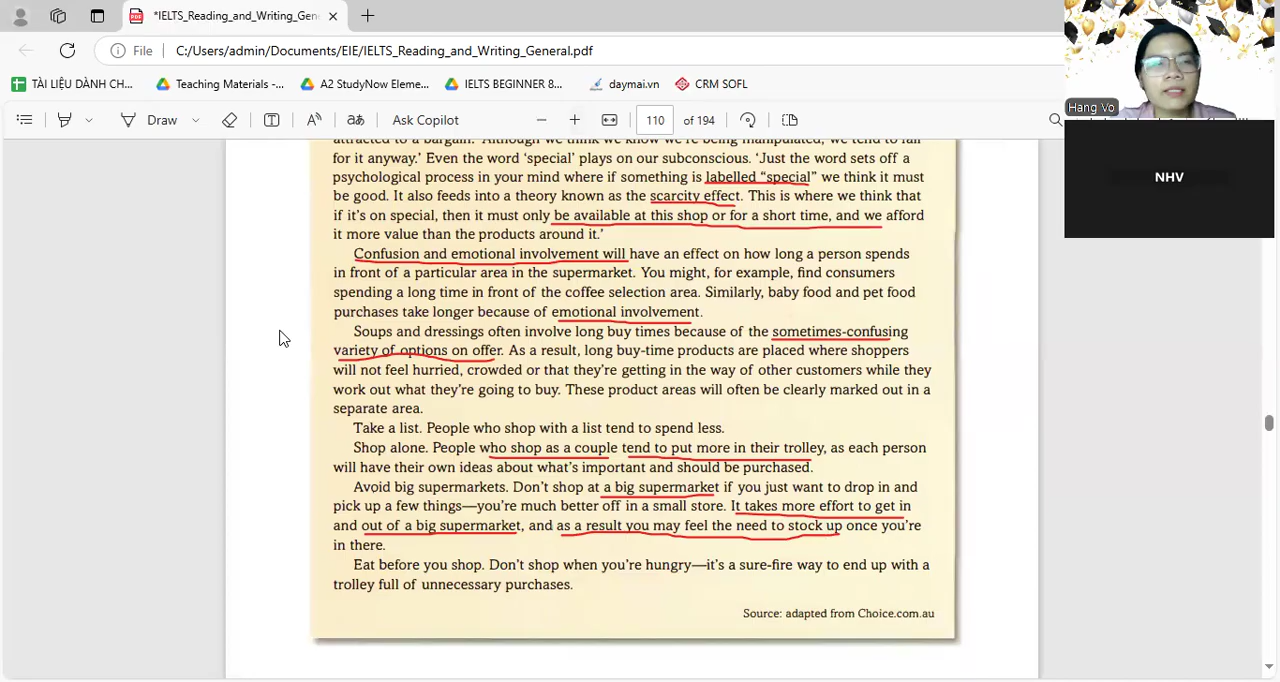 *IELTS_Reading_and_Writing_Gen
File C:/Users/admin/Documents/EIE/IELTS_Reading_and_Writing_General.pdf
TÀI LIỆU DÀNH CH... Teaching Materials -... A2 StudyNow Eleme... IELTS BEGINNER 8... daymai.vn CRM SOFL
Draw Ask Copilot 110 of 194
Hang Vo
NHV
attracted to a bargain. 'Although we think we know we're being manipulated, we tend to fall
for it anyway.' Even the word 'special' plays on our subconscious. 'Just the word sets off a
psychological process in your mind where if something is labelled "special" we think it must
be good. It also feeds into a theory known as the scarcity effect. This is where we think that
if it's on special, then it must only be available at this shop or for a short time, and we afford
it more value than the products around it.'
Confusion and emotional involvement will have an effect on how long a person spends
in front of a particular area in the supermarket. You might, for example, find consumers
spending a long time in front of the coffee selection area. Similarly, baby food and pet food
purchases take longer because of emotional involvement.
Soups and dressings often involve long buy times because of the sometimes-confusing
variety of options on offer. As a result, long buy-time products are placed where shoppers
will not feel hurried, crowded or that they're getting in the way of other customers while they
work out what they're going to buy. These product areas will often be clearly marked out in a
separate area.
Take a list. People who shop with a list tend to spend less.
Shop alone. People who shop as a couple tend to put more in their trolley, as each person
will have their own ideas about what's important and should be purchased.
Avoid big supermarkets. Don't shop at a big supermarket if you just want to drop in and
pick up a few things—you're much better off in a small store. It takes more effort to get in
and out of a big supermarket, and as a result you may feel the need to stock up once you're
in there.
Eat before you shop. Don't shop when you're hungry—it's a sure-fire way to end up with a
trolley full of unnecessary purchases.
Source: adapted from Choice.com.au